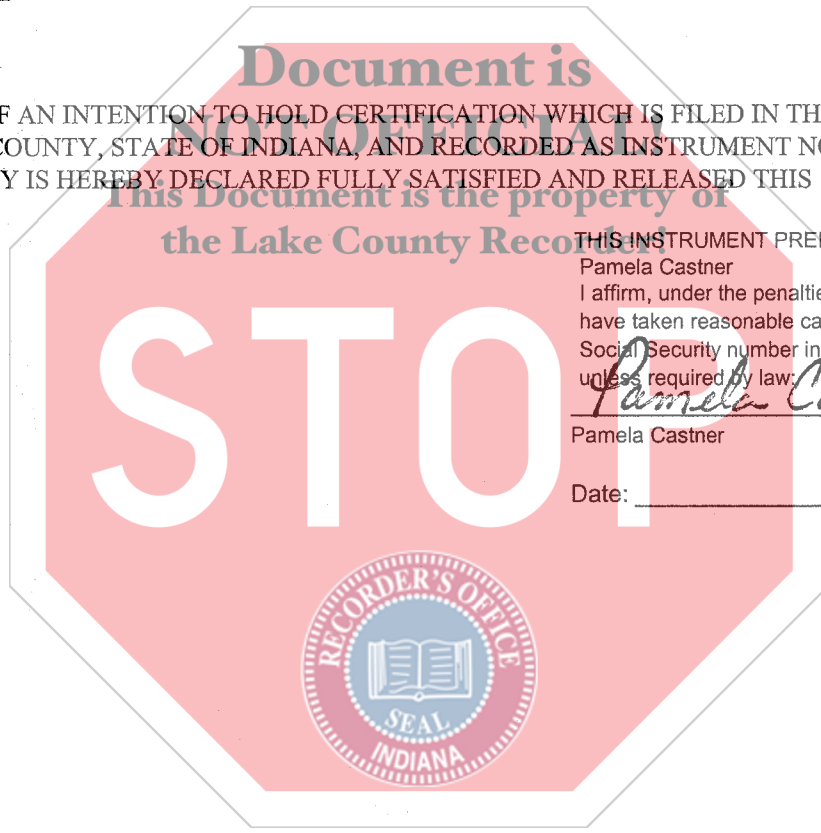 Document is
F AN INTENTION TO HOLD CERTIFICATION WHICH IS FILED IN TH
NOT OFFICIAL!
COUNTY, STATE OF INDIANA, AND RECORDED AS INSTRUMENT NO
Y IS HEREBY DECLARED FULLY SATISFIED AND RELEASED THIS
This Document is the property of
the Lake County Recorder!
THIS INSTRUMENT PREP
Pamela Castner
I affirm, under the penaltie
have taken reasonable ca
Social Security number in
unless required by law:
Pamela C
Pamela Castner
Date:
STOP
RECORDER'S OFFICE
SEAL
INDIANA